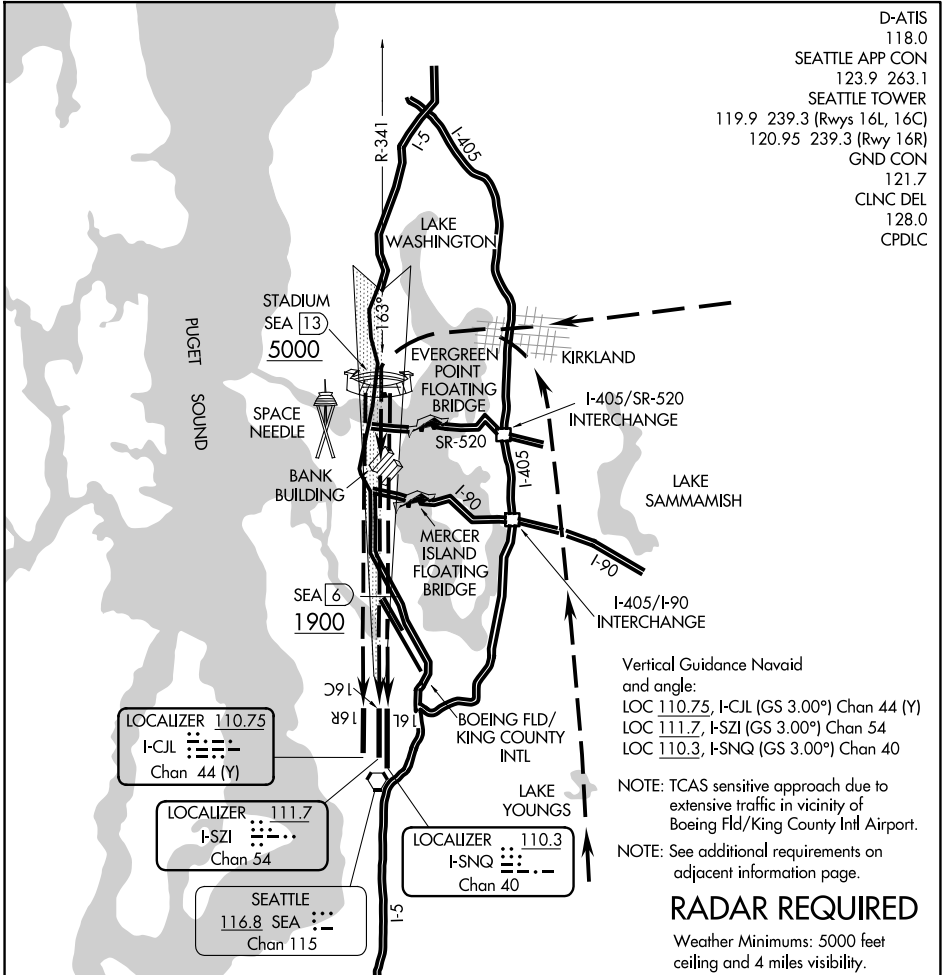 D-ATIS
118.0
SEATTLE APP CON
123.9 263.1
SEATTLE TOWER
119.9 239.3 (Rwys 16L, 16C)
120.95 239.3 (Rwy 16R)
GND CON
121.7
CLNC DEL
128.0
CPDLC
R-341
I-5
I-405
LAKE
WASHINGTON
163°
STADIUM
SEA 13
5000
PUGET SOUND
SPACE
NEEDLE
EVERGREEN
POINT
FLOATING
BRIDGE
KIRKLAND
I-405/SR-520
INTERCHANGE
SR-520
I-405
BANK
BUILDING
I-90
LAKE
SAMMAMISH
MERCER
ISLAND
FLOATING
BRIDGE
I-90
SEA 6
1900
I-405/I-90
INTERCHANGE
16C
16R
16L
BOEING FLD/
KING COUNTY
INTL
Vertical Guidance Navaid
and angle:
LOC 110.75, I-CJL (GS 3.00°) Chan 44 (Y)
LOC 111.7, I-SZI (GS 3.00°) Chan 54
LOC 110.3, I-SNQ (GS 3.00°) Chan 40
LOCALIZER 110.75
I-CJL
Chan 44 (Y)
LAKE
YOUNGS
NOTE: TCAS sensitive approach due to
extensive traffic in vicinity of
Boeing Fld/King County Intl Airport.
LOCALIZER 111.7
I-SZI
Chan 54
LOCALIZER 110.3
I-SNQ
Chan 40
NOTE: See additional requirements on
adjacent information page.
SEATTLE
116.8 SEA
Chan 115
I-5
RADAR REQUIRED
Weather Minimums: 5000 feet
ceiling and 4 miles visibility.